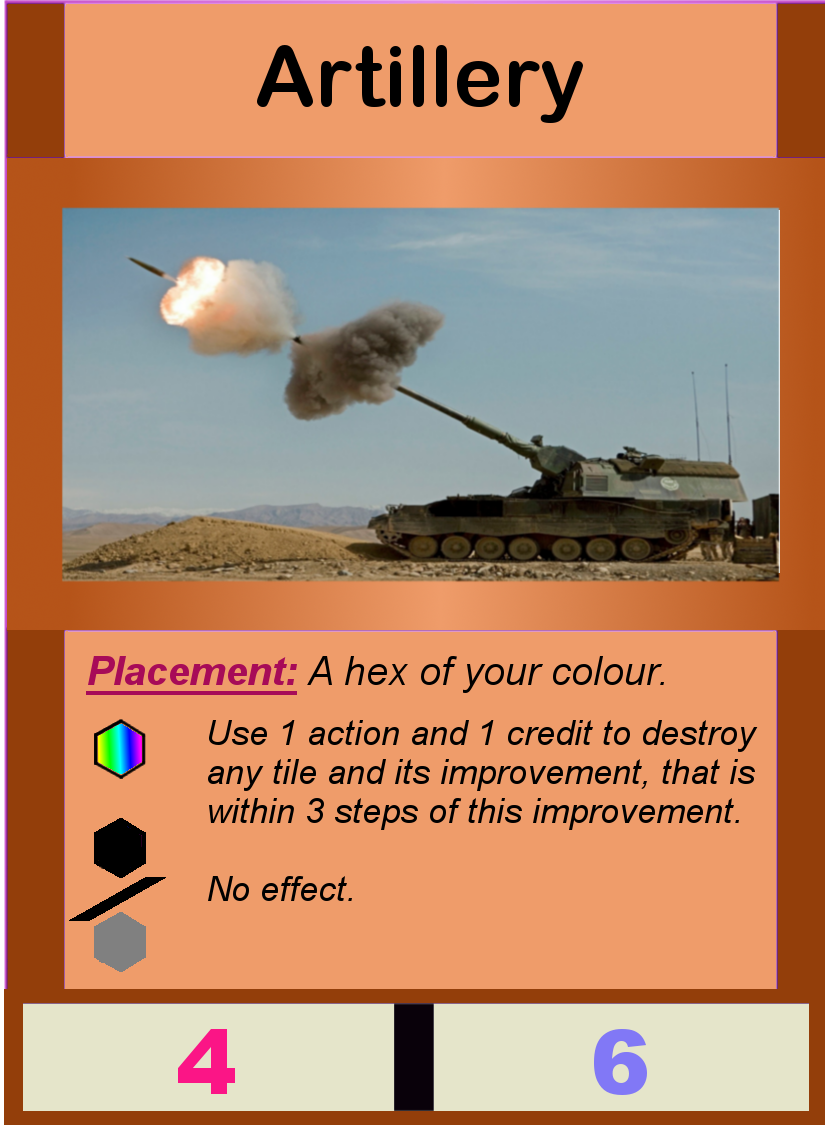 Artillery
Placement: A hex of your colour.
Use 1 action and 1 credit to destroy
any tile and its improvement, that is
within 3 steps of this improvement.
No effect.
4 6